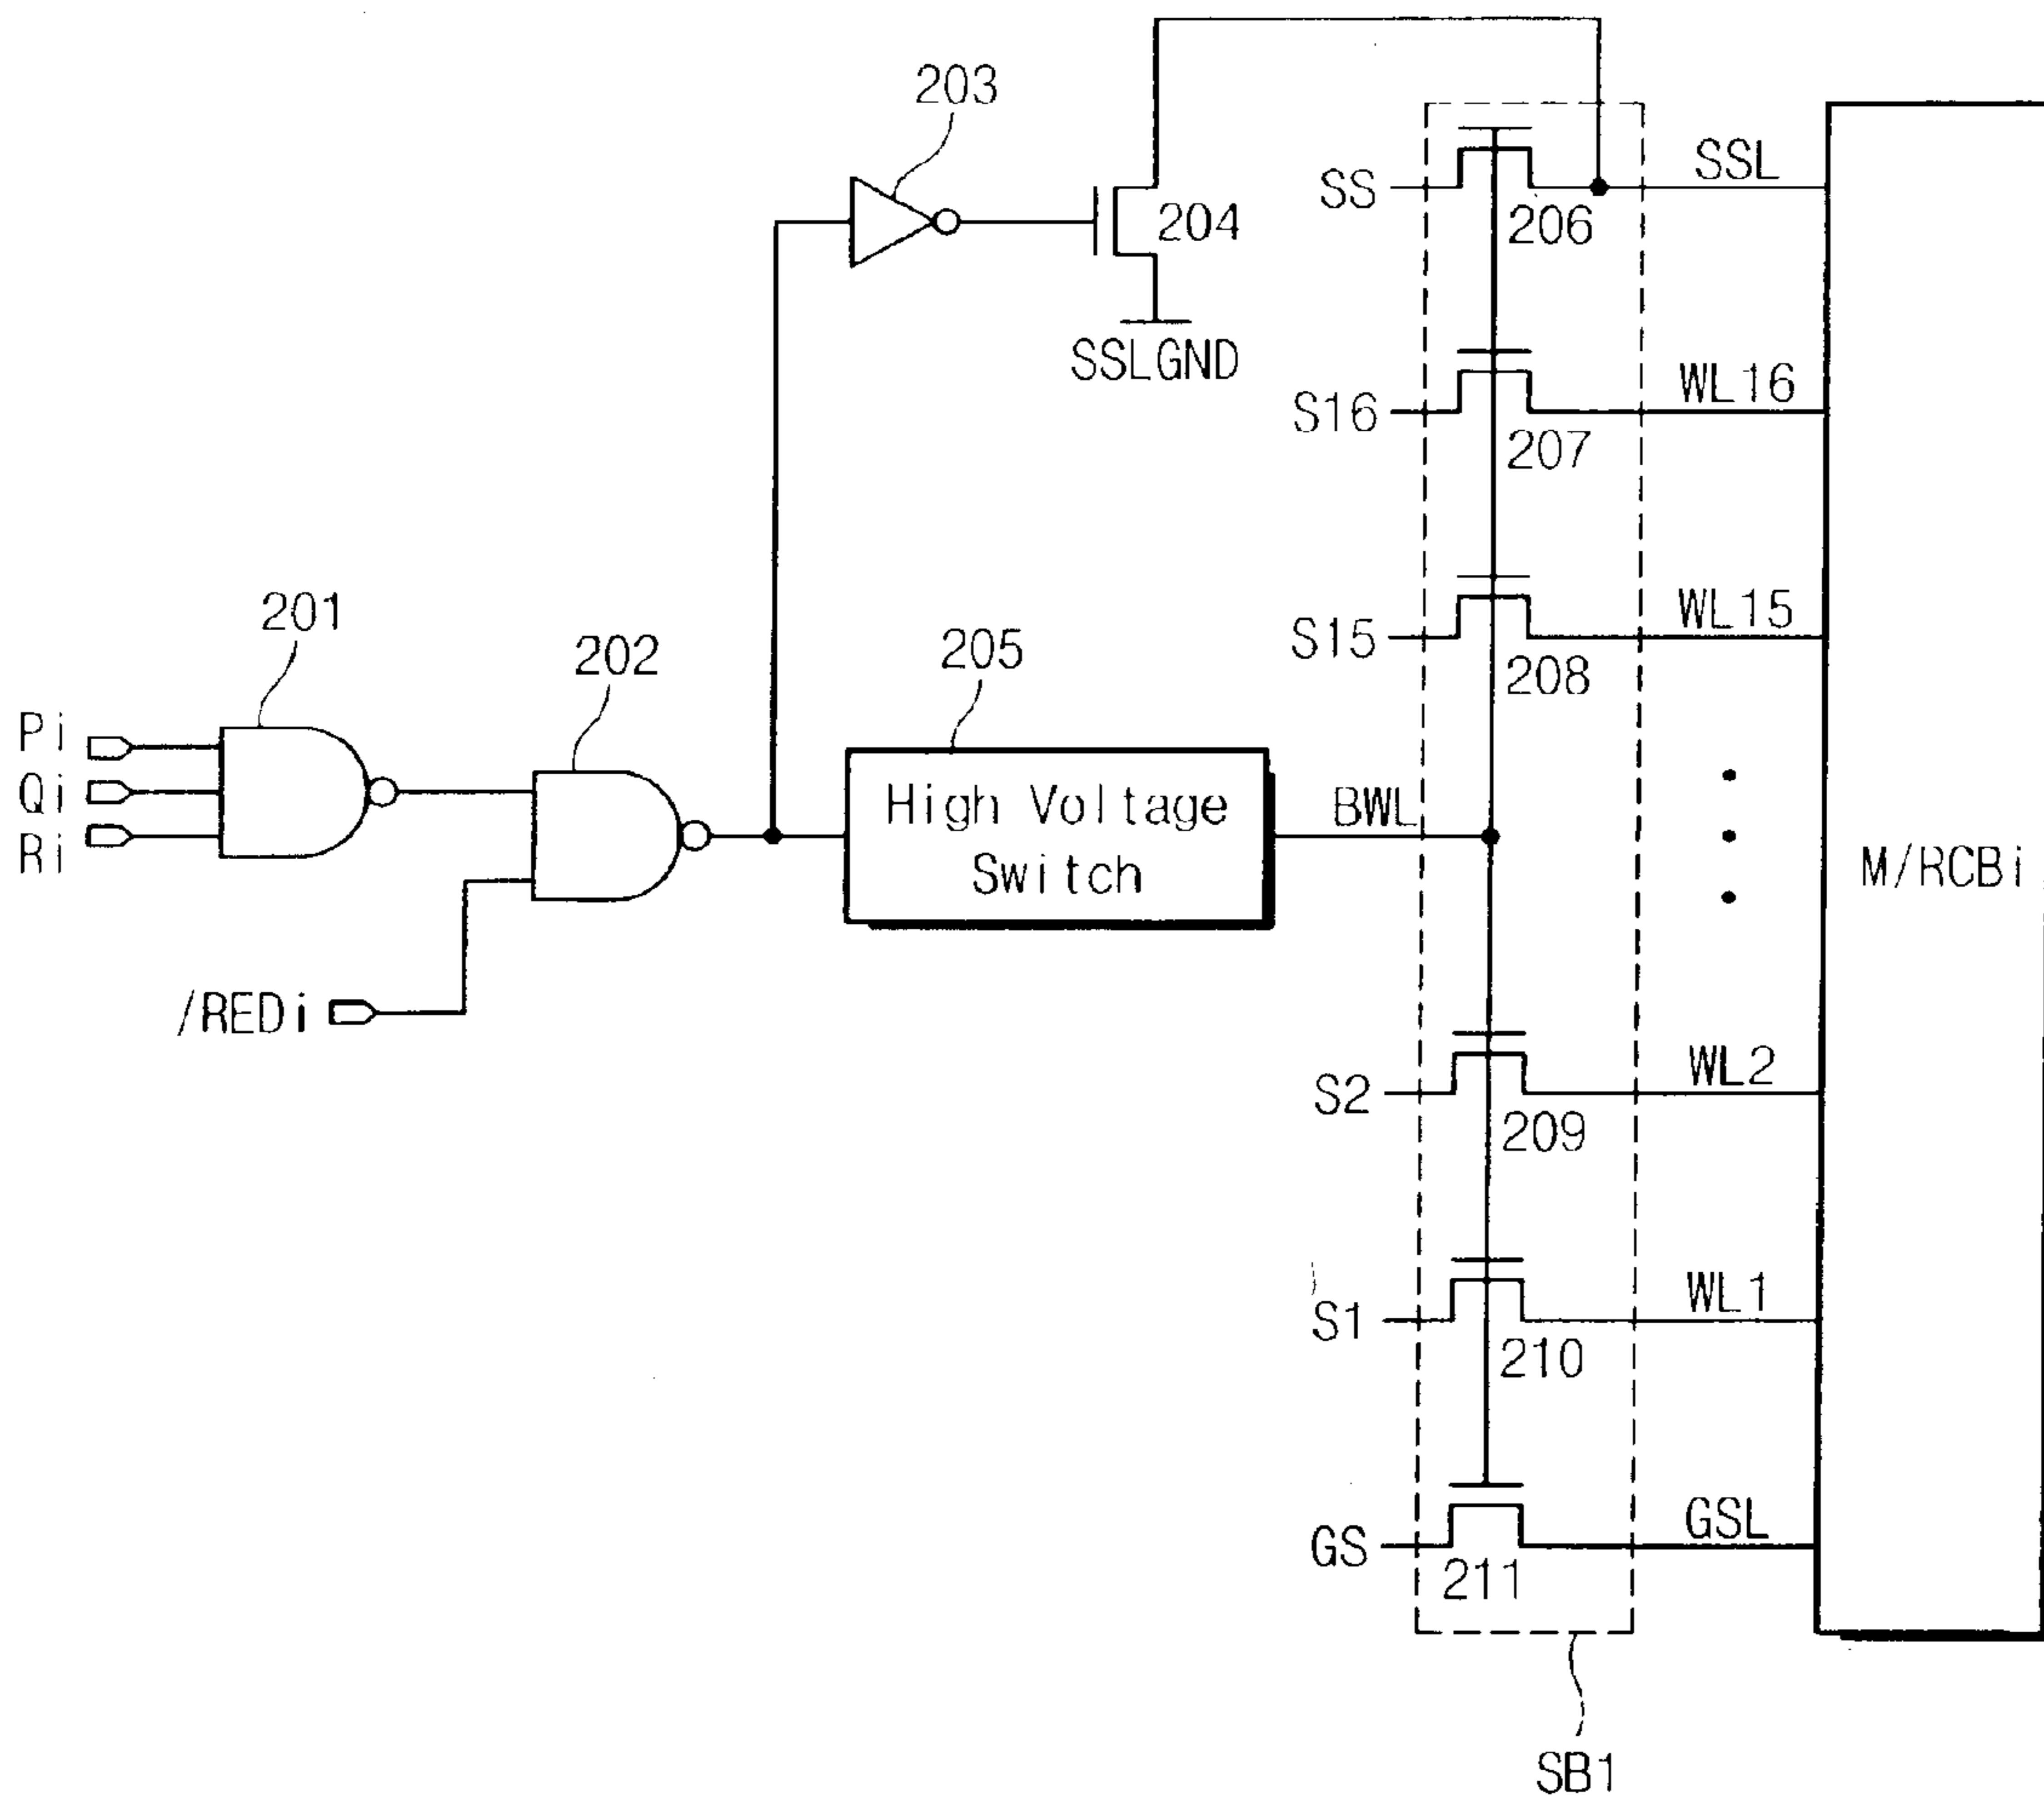 203
SS
SSL
206
204
SSLGND
S16
WL16
207
S15
WL15
208
201
202
205
Pi
Qi
Ri
High Voltage
Switch
BWL
M/RCBi
/REDi
S2
WL2
209
S1
WL1
210
GS
GSL
211
SB1